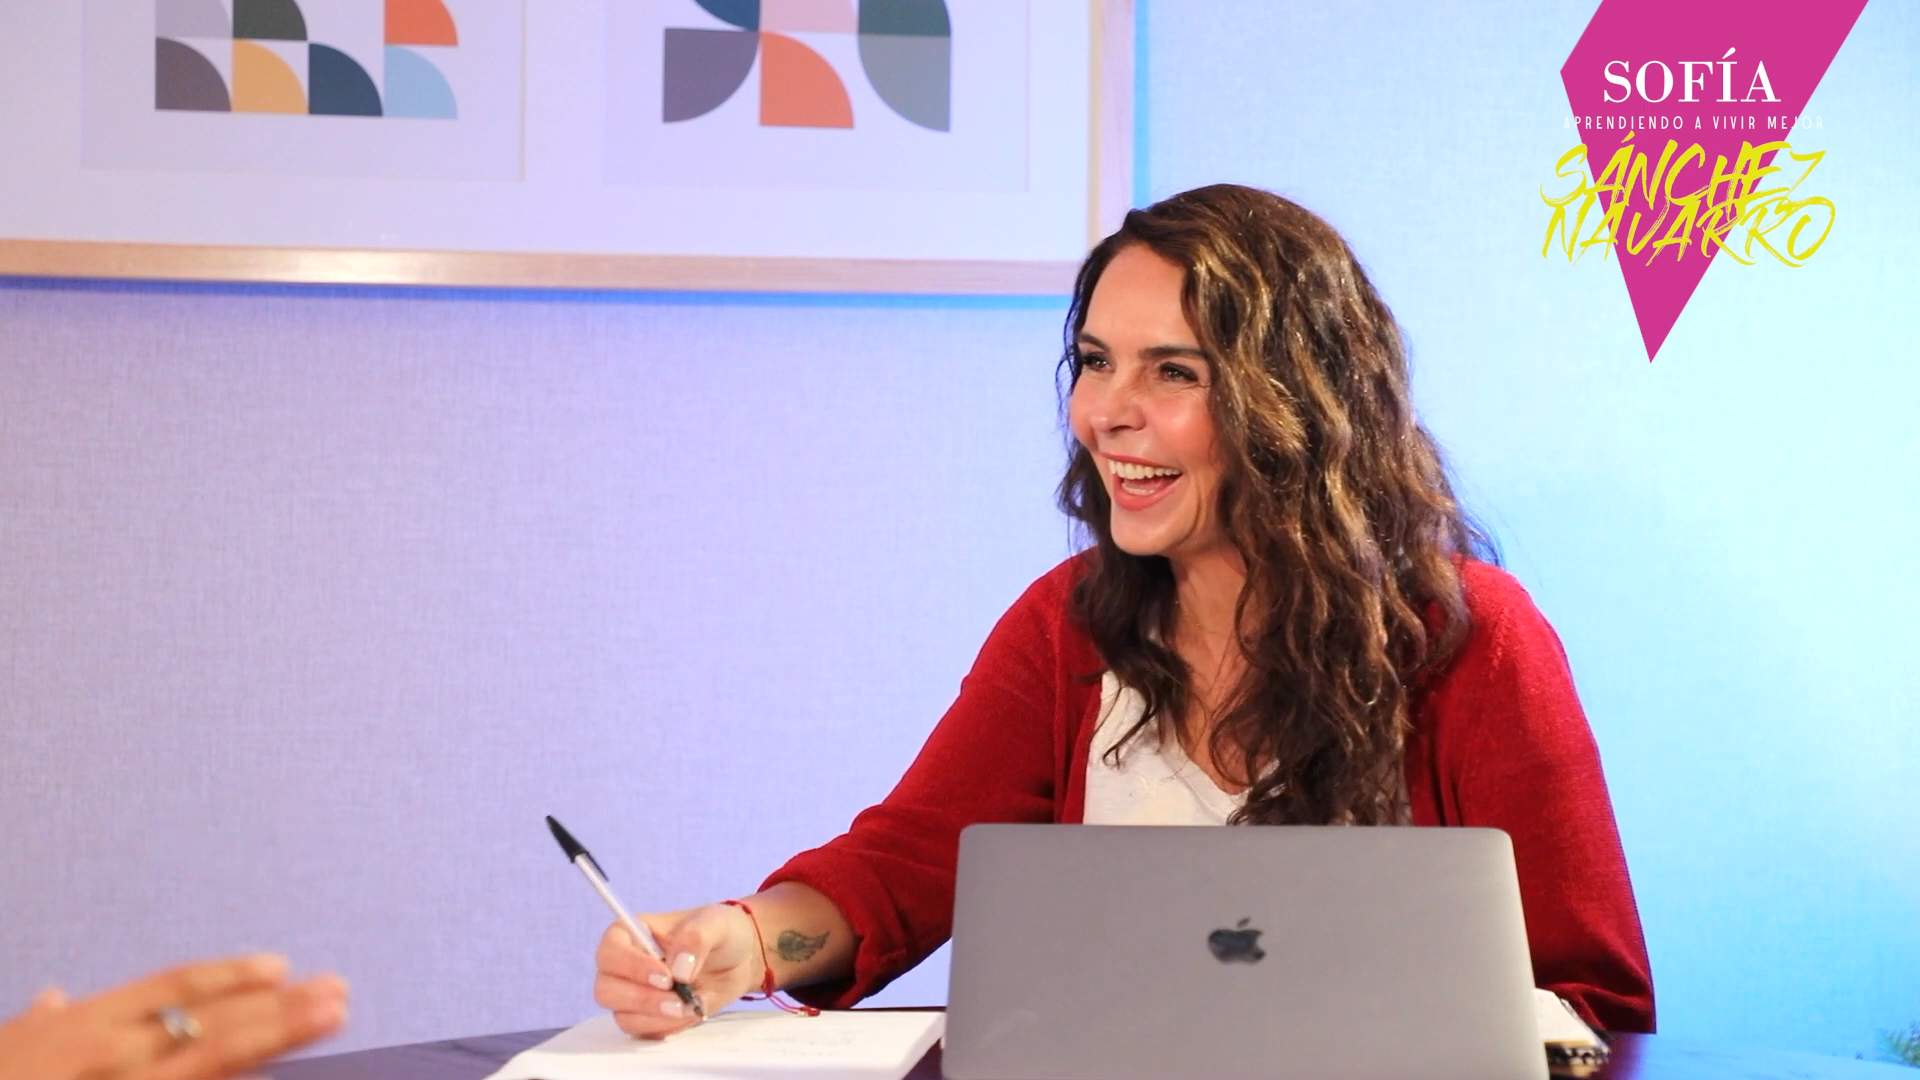 SOFÍA
APRENDIENDO A VIVIR MEJOR
SÁNCHEZ
NAVARRO